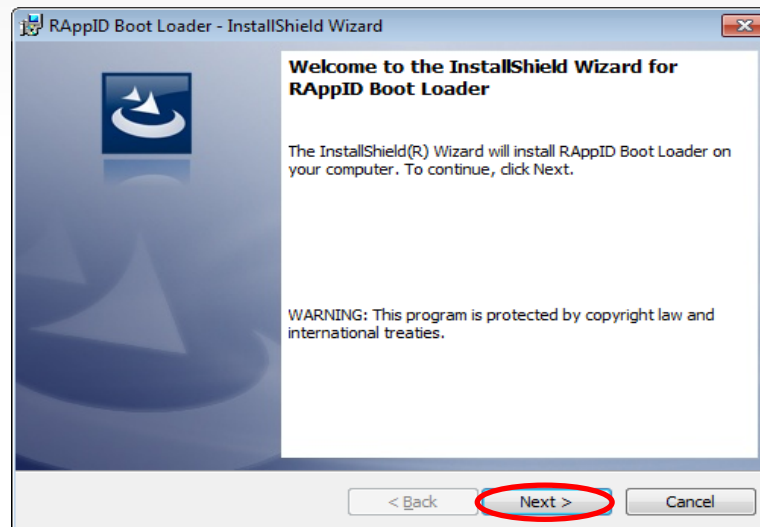 RAppID Boot Loader - InstallShield Wizard
Welcome to the InstallShield Wizard for
RAppID Boot Loader
The InstallShield(R) Wizard will install RAppID Boot Loader on
your computer. To continue, click Next.
WARNING: This program is protected by copyright law and
international treaties.
< Back Next > Cancel